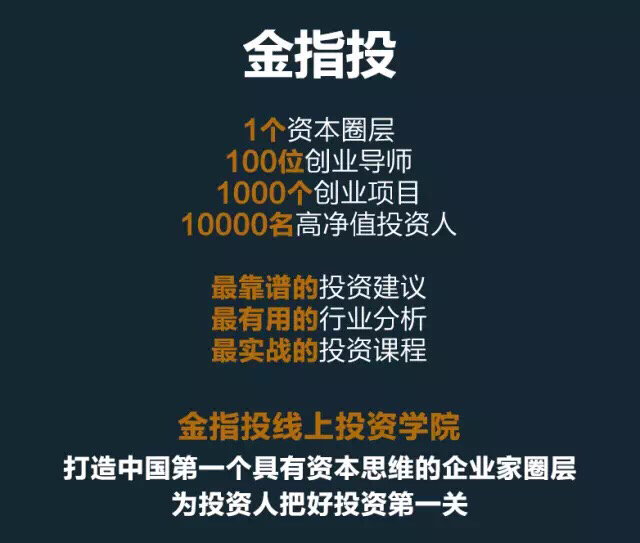 金指投
1个资本圈层
100位创业导师
1000个创业项目
10000名高净值投资人
最靠谱的投资建议
最有用的行业分析
最实战的投资课程
金指投线上投资学院
打造中国第一个具有资本思维的企业家圈层
为投资人把好投资第一关